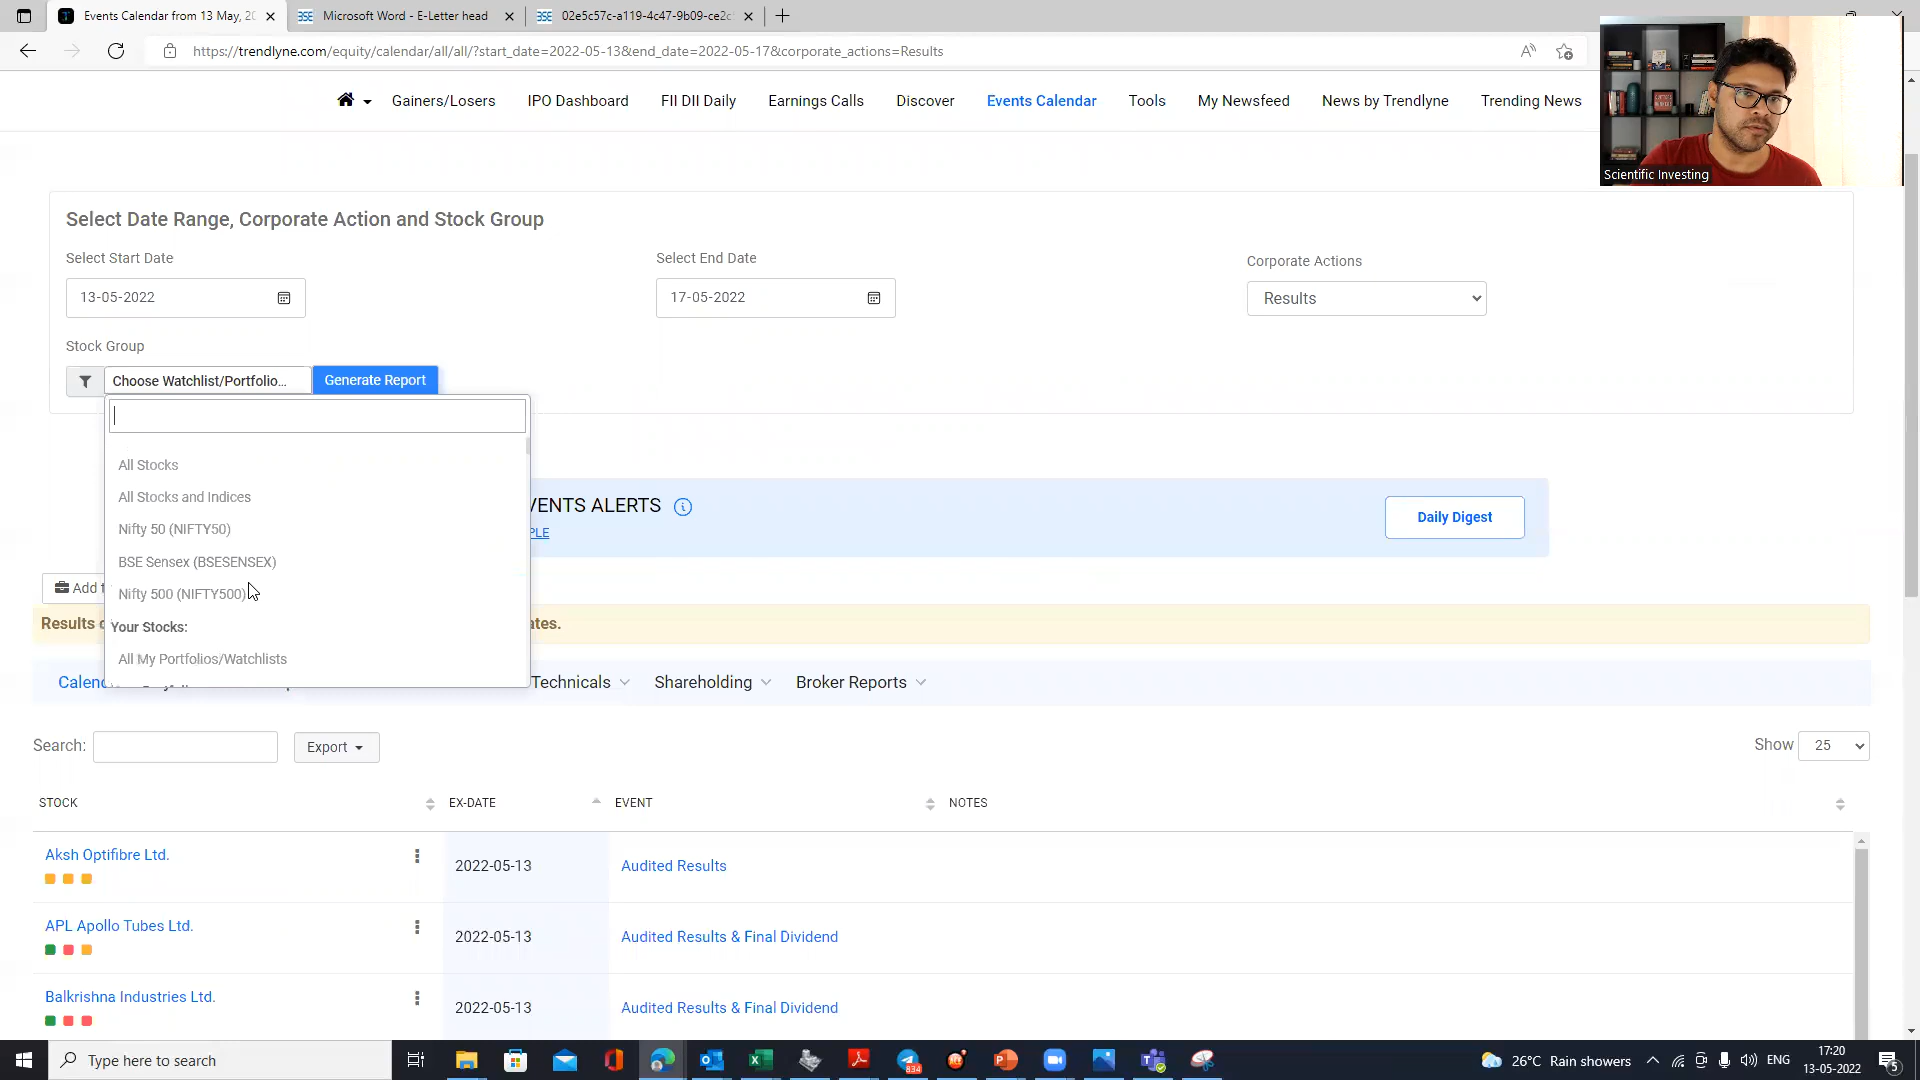 Events Calendar from 13 May, 20
Microsoft Word - E-Letter head
02e5c57c-a119-4c47-9b09-ce2c
https://trendlyne.com/equity/calendar/all/all/?start_date=2022-05-13&end_date=2022-05-17&corporate_actions=Results
Gainers/Losers IPO Dashboard FII DII Daily Earnings Calls Discover Events Calendar Tools My Newsfeed News by Trendlyne Trending News
Scientific Investing
Select Date Range, Corporate Action and Stock Group
Select Start Date
Select End Date
Corporate Actions
13-05-2022
17-05-2022
Results
Stock Group
Choose Watchlist/Portfolio...
Generate Report
All Stocks
All Stocks and Indices
Nifty 50 (NIFTY50)
BSE Sensex (BSESENSEX)
Nifty 500 (NIFTY500)
Your Stocks:
All My Portfolios/Watchlists
VENTS ALERTS
PLE
Daily Digest
Add t
Results ates.
Calend Technicals Shareholding Broker Reports
Search:
Export
Show 25
STOCK EX-DATE EVENT NOTES
Aksh Optifibre Ltd. 2022-05-13 Audited Results
APL Apollo Tubes Ltd. 2022-05-13 Audited Results & Final Dividend
Balkrishna Industries Ltd. 2022-05-13 Audited Results & Final Dividend
Type here to search
834
26°C Rain showers
ENG
17:20
13-05-2022
5